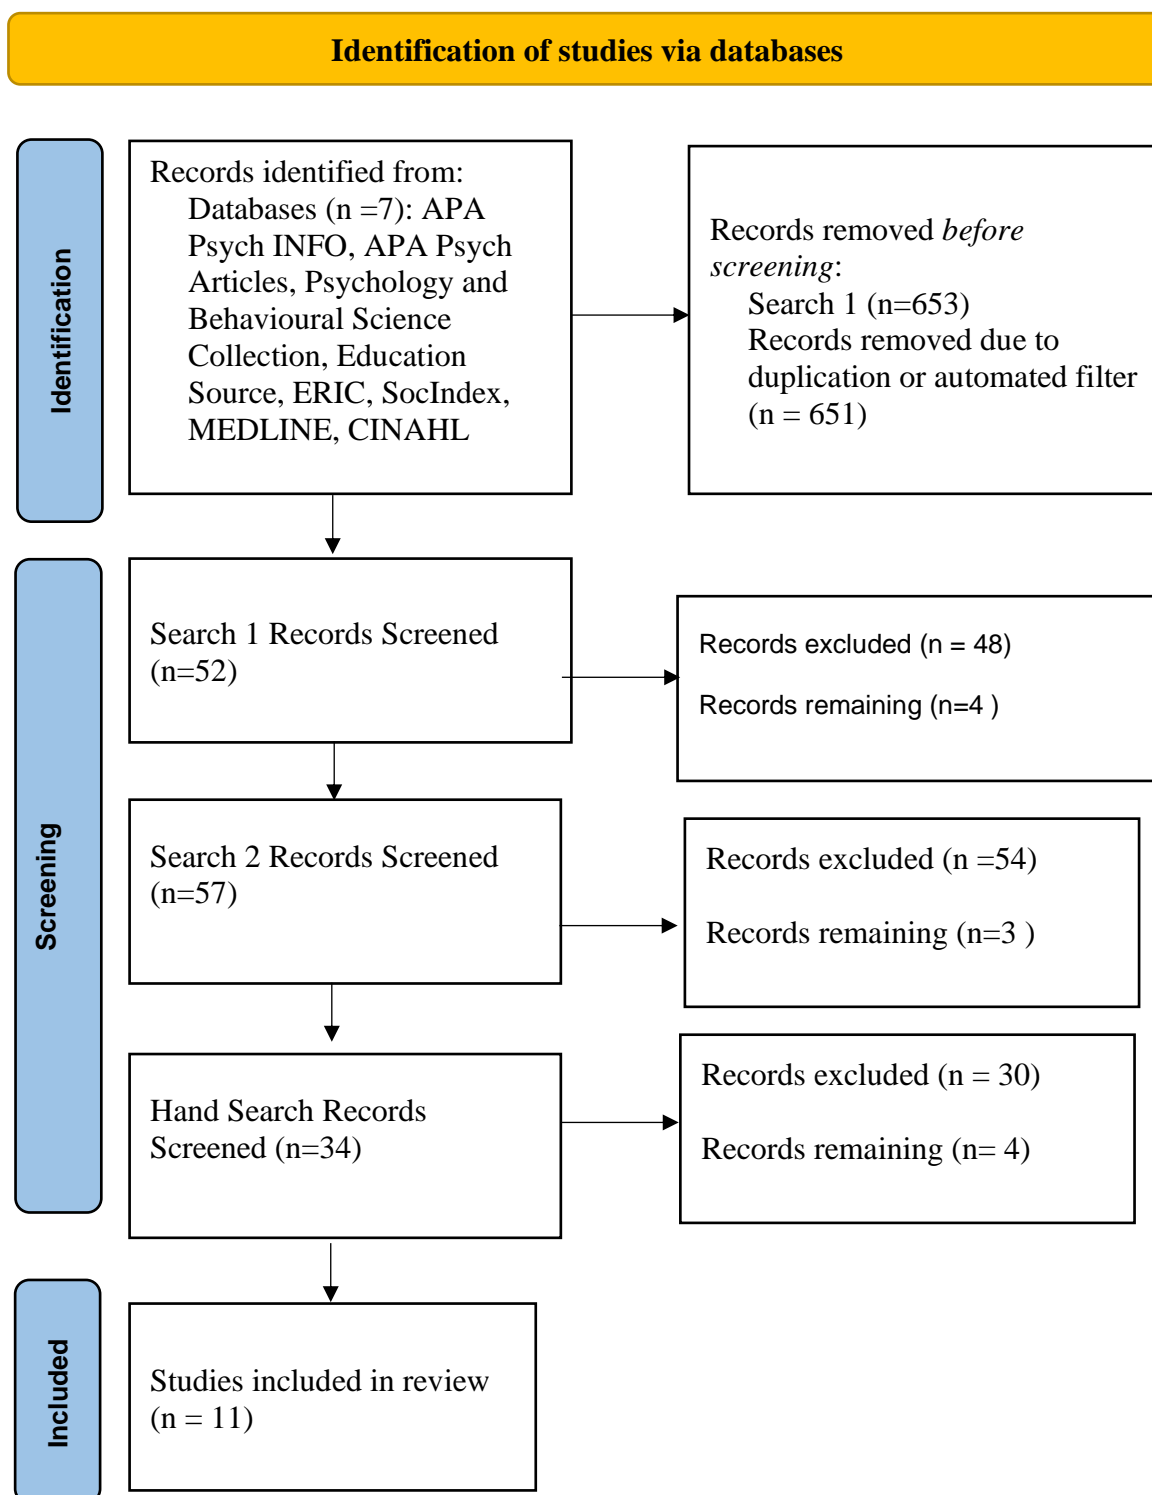 Identification of studies via databases
Identification
Records identified from:
Databases (n =7): APA
Psych INFO, APA Psych
Articles, Psychology and
Behavioural Science
Collection, Education
Source, ERIC, SocIndex,
MEDLINE, CINAHL
Records removed before
screening:
Search 1 (n=653)
Records removed due to
duplication or automated filter
(n = 651)
Screening
Search 1 Records Screened
(n=52)
Records excluded (n = 48)
Records remaining (n=4 )
Search 2 Records Screened
(n=57)
Records excluded (n =54)
Records remaining (n=3 )
Hand Search Records
Screened (n=34)
Records excluded (n = 30)
Records remaining (n= 4)
Included
Studies included in review
(n = 11)